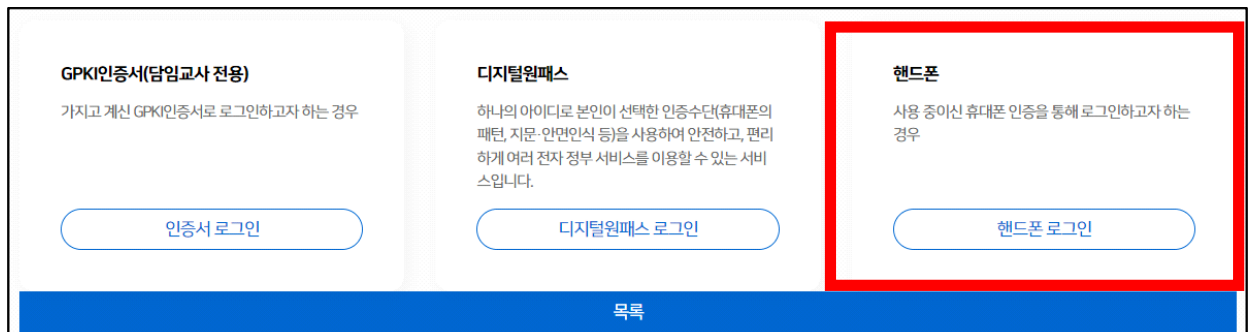 GPKI인증서(담임교사 전용)
가지고 계신 GPKI인증서로 로그인하고자 하는 경우
인증서 로그인
디지털원패스
하나의 아이디로 본인이 선택한 인증수단(휴대폰의
패턴, 지문·안면인식 등)을 사용하여 안전하고, 편리
하게 여러 전자 정부 서비스를 이용할 수 있는 서비
스입니다.
디지털원패스 로그인
핸드폰
사용 중이신 휴대폰 인증을 통해 로그인하고자 하는
경우
핸드폰 로그인
목록